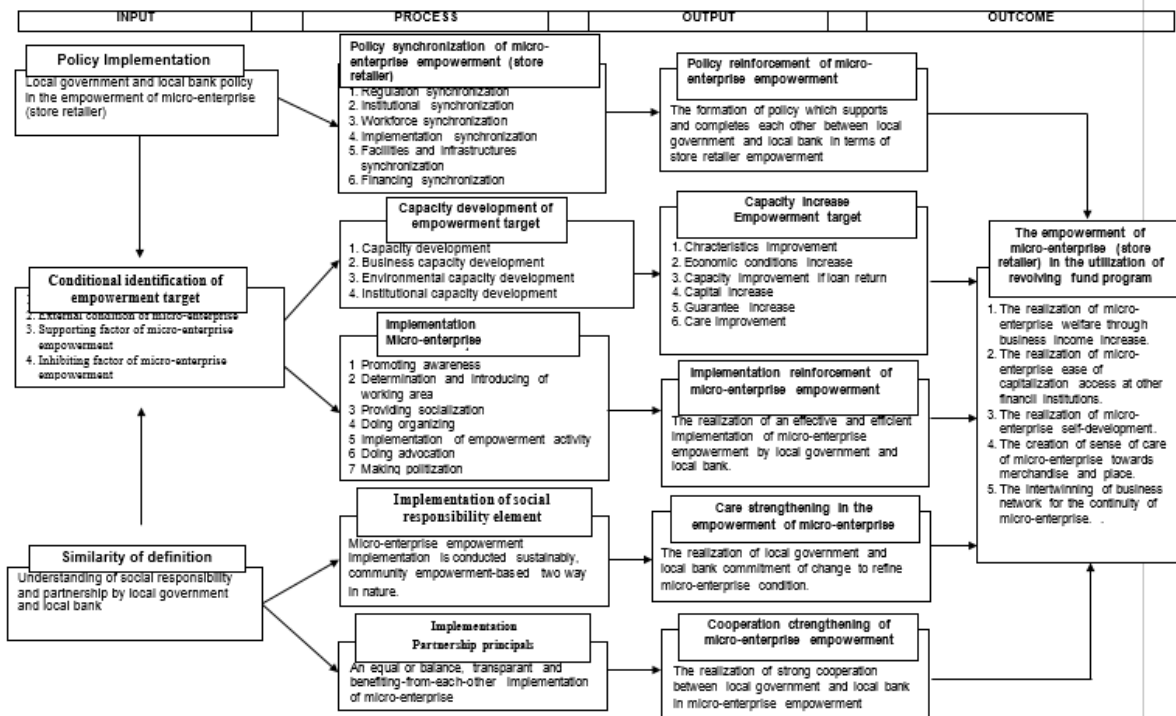 INPUT
PROCESS
OUTPUT
OUTCOME
Policy Implementation
Local government and local bank policy
in the empowerment of micro-enterprise
(store retailer)
Conditional identification of
empowerment target
2. External condition of micro-enterprise
3. Supporting factor of micro-enterprise
empowerment
4. Inhibiting factor of micro-enterprise
empowerment
Similarity of definition
Understanding of social responsibility
and partnership by local government
and local bank
Policy synchronization of micro-
enterprise empowerment (store
retailer)
1. Regulation synchronization
2. Institutional synchronization
3. Workforce synchronization
4. Implementation synchronization
5. Facilities and infrastructures
synchronization
6. Financing synchronization
Capacity development of
empowerment target
1. Capacity development
2. Business capacity development
3. Environmental capacity development
4. Institutional capacity development
Implementation
Micro-enterprise
1 Promoting awareness
2 Determination and introducing of
working area
3 Providing socialization
4 Doing organizing
5 Implementation of empowerment activity
6 Doing advocation
7 Making politization
Implementation of social
responsibility element
Micro-enterprise empowerment
implementation is conducted sustainably,
community empowerment-based two way
in nature.
Implementation
Partnership principals
An equal or balance, transparant and
benefiting-from-each-other implementation
of micro-enterprise
Policy reinforcement of micro-
enterprise empowerment
The formation of policy which supports
and completes each other between local
government and local bank in terms of
store retailer empowerment
Capacity increase
Empowerment target
1. Chracteristics improvement
2. Economic conditions increase
3. Capacity improvement if loan return
4. Capital increase
5. Guarantee increase
6. Care improvement
Implementation reinforcement
of micro-enterprise empowerment
The realization of an effective and efficient
implementation of micro-enterprise
empowerment by local government and
local bank.
Care strengthening in the
empowerment of micro-enterprise
The realization of local government and
local bank commitment of change to refine
micro-enterprise condition.
Cooperation ctrengthening of
micro-enterprise empowerment
The realization of strong cooperation
between local government and local bank
in micro-enterprise empowerment
The empowerment of
micro-enterprise (store
retailer) in the utilization of
revolving fund program
1. The realization of micro-
enterprise welfare through
business income increase.
2. The realization of micro-
enterprise ease of
capitalization access at other
financil institutions.
3. The realization of micro-
enterprise self-development.
4. The creation of sense of care
of micro-enterprise towards
merchandise and place.
5. The intertwinning of business
network for the continuity of
micro-enterprise. .